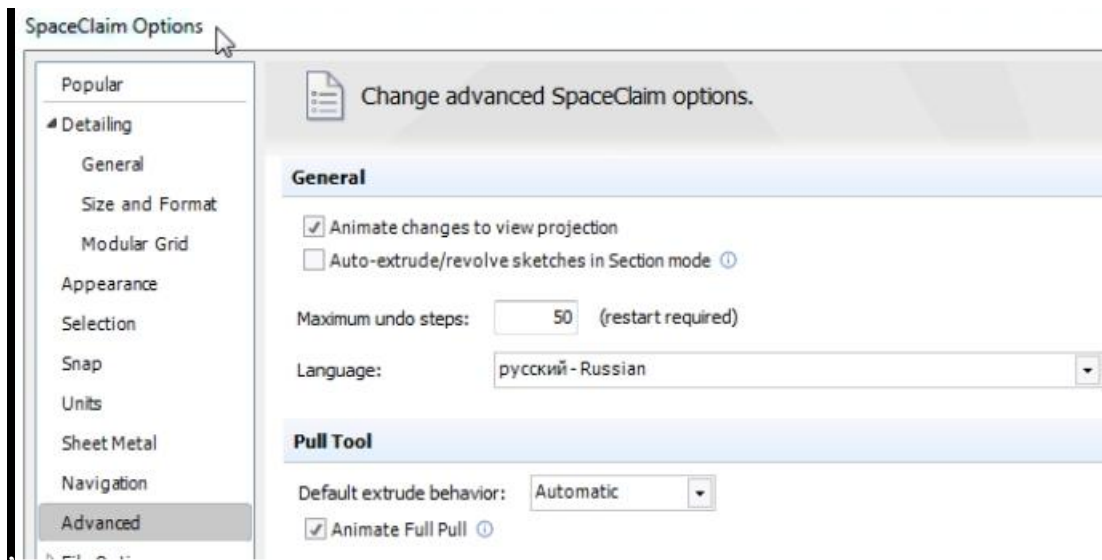 SpaceClaim Options
Popular
Detailing
General
Size and Format
Modular Grid
Appearance
Selection
Snap
Units
Sheet Metal
Navigation
Advanced
Change advanced SpaceClaim options.
General
Animate changes to view projection
Auto-extrude/revolve sketches in Section mode
Maximum undo steps: 50 (restart required)
Language: русский - Russian
Pull Tool
Default extrude behavior: Automatic
Animate Full Pull